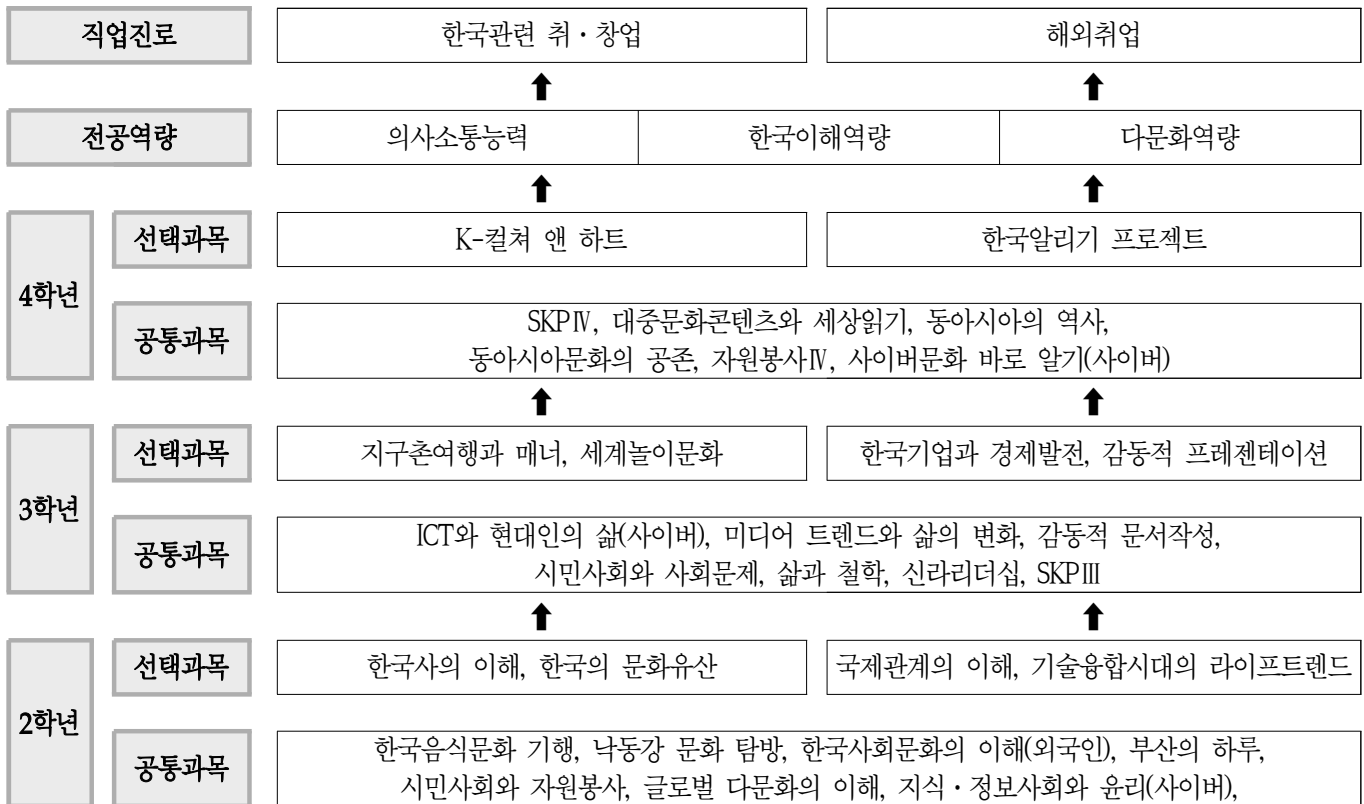 직업진로
한국관련 취・창업
해외취업
전공역량
의사소통능력
한국이해역량
다문화역량
4학년
선택과목
K-컬쳐 앤 하트
한국알리기 프로젝트
공통과목
SKPⅣ, 대중문화콘텐츠와 세상읽기, 동아시아의 역사,
동아시아문화의 공존, 자원봉사Ⅳ, 사이버문화 바로 알기(사이버)
3학년
선택과목
지구촌여행과 매너, 세계놀이문화
한국기업과 경제발전, 감동적 프레젠테이션
공통과목
ICT와 현대인의 삶(사이버), 미디어 트렌드와 삶의 변화, 감동적 문서작성,
시민사회와 사회문제, 삶과 철학, 신라리더십, SKPⅢ
2학년
선택과목
한국사의 이해, 한국의 문화유산
국제관계의 이해, 기술융합시대의 라이프트렌드
공통과목
한국음식문화 기행, 낙동강 문화 탐방, 한국사회문화의 이해(외국인), 부산의 하루,
시민사회와 자원봉사, 글로벌 다문화의 이해, 지식・정보사회와 윤리(사이버),